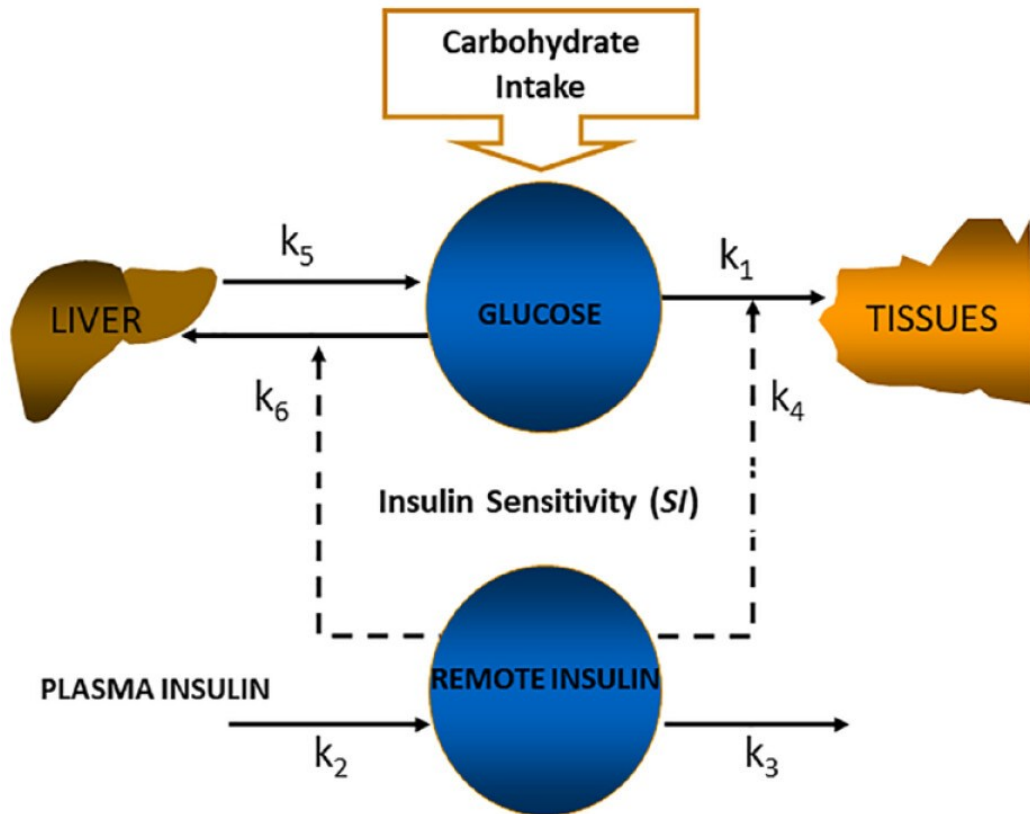 Carbohydrate
Intake
k5
k1
LIVER
GLUCOSE
TISSUES
k6
k4
Insulin Sensitivity (SI)
REMOTE INSULIN
PLASMA INSULIN
k2
k3